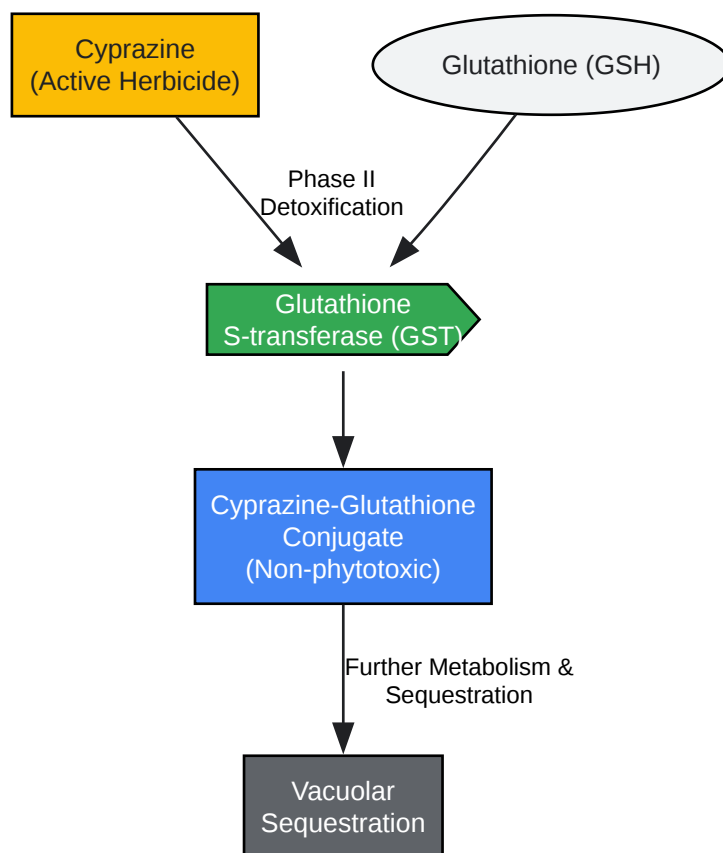 Cyprazine
(Active Herbicide)
Glutathione (GSH)
Phase II
Detoxification
Glutathione
S-transferase (GST)
Cyprazine-Glutathione
Conjugate
(Non-phytotoxic)
Further Metabolism &
Sequestration
Vacuolar
Sequestration